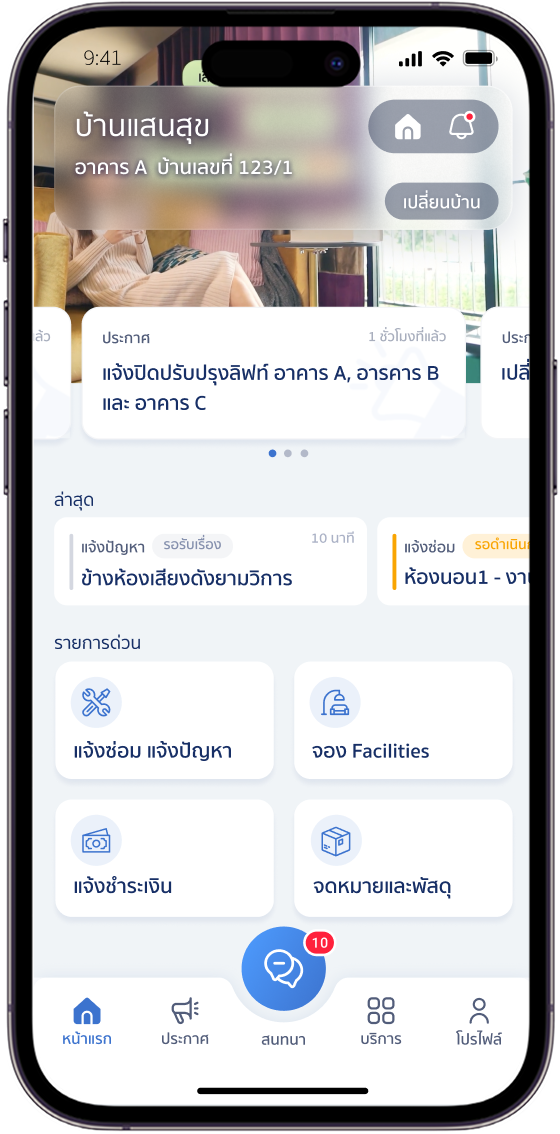 9:41
บ้านแสนสุข
อาคาร A บ้านเลขที่ 123/1
เปลี่ยนบ้าน
ประกาศ
1 ชั่วโมงที่แล้ว
แจ้งปิดปรับปรุงลิฟท์ อาคาร A, อารคาร B
และ อาคาร C
ล่าสุด
แจ้งปัญหา
รอรับเรื่อง
10 นาที
ข้างห้องเสียงดังยามวิการ
แจ้งซ่อม
รอดำเนิน
ห้องนอน1 - งา
รายการด่วน
แจ้งซ่อม แจ้งปัญหา
จอง Facilities
แจ้งชำระเงิน
จดหมายและพัสดุ
10
หน้าแรก
ประกาศ
สนทนา
บริการ
โปรไฟล์